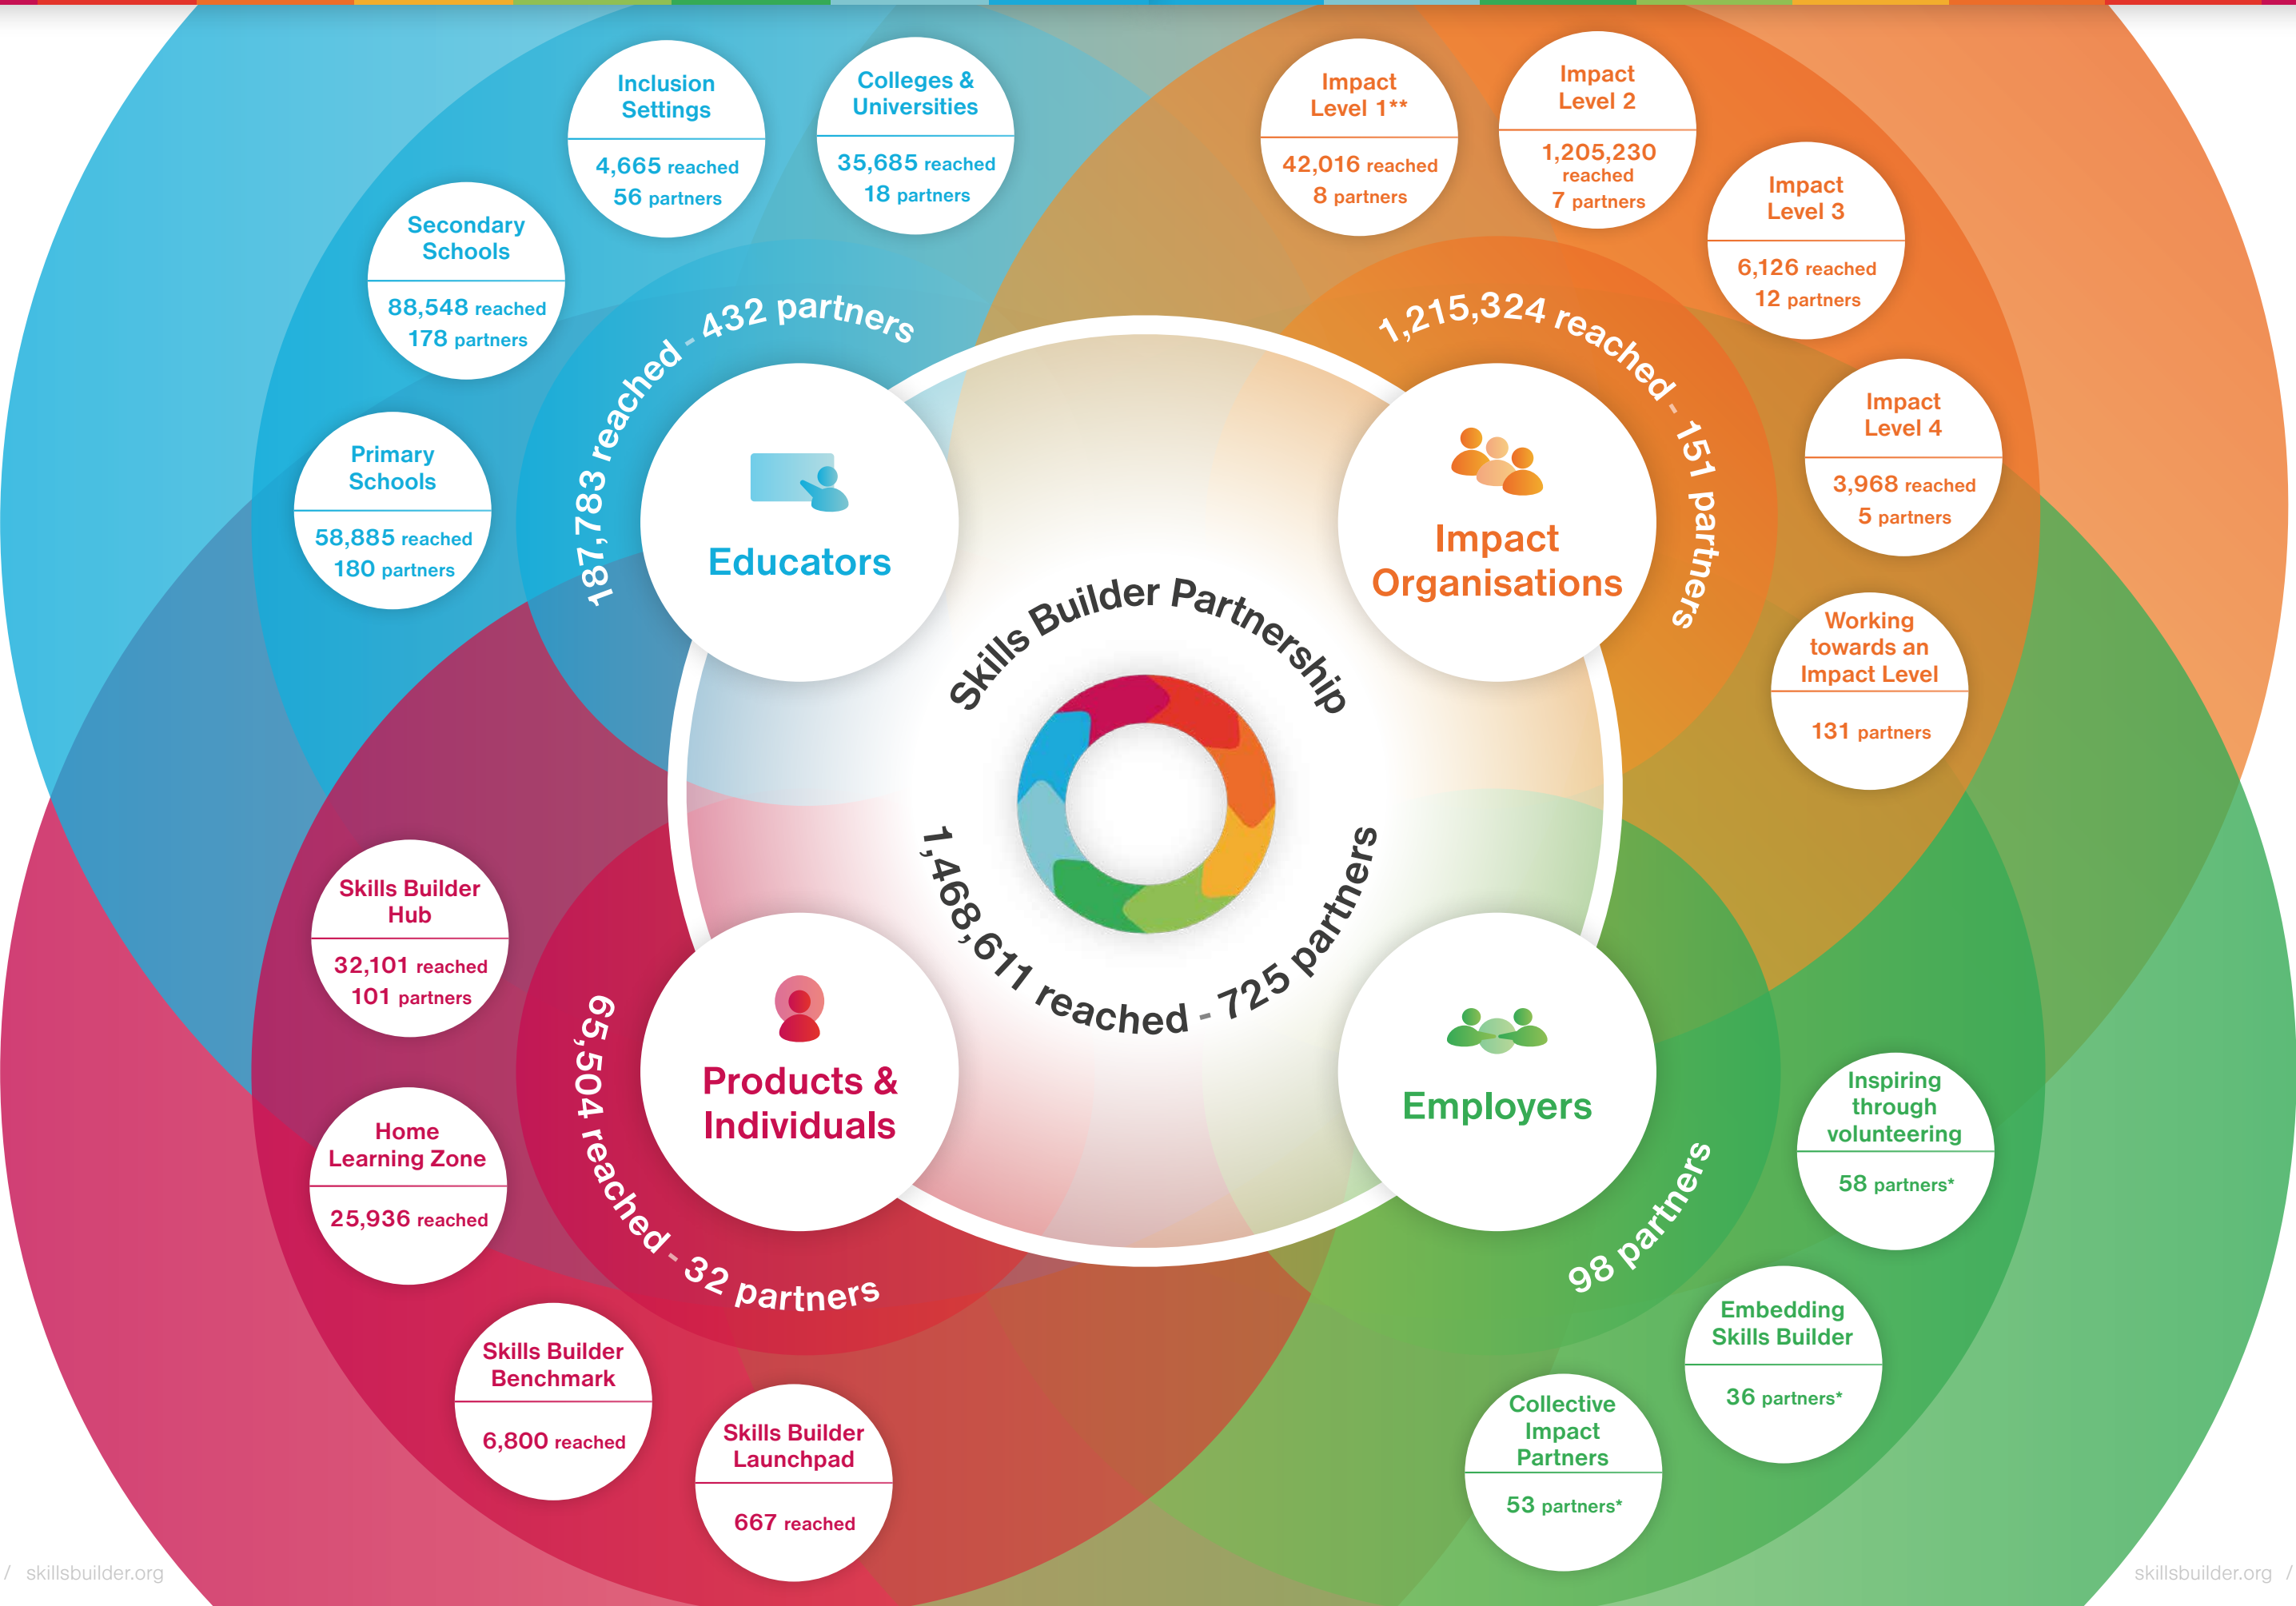 Inclusion
Settings
4,665 reached
56 partners
Colleges &
Universities
35,685 reached
18 partners
Secondary
Schools
88,548 reached
178 partners
Primary
Schools
58,885 reached
180 partners
187,783 reached - 432 partners
Educators
Impact
Level 1**
42,016 reached
8 partners
Impact
Level 2
1,205,230
reached
7 partners
Impact
Level 3
6,126 reached
12 partners
Impact
Level 4
3,968 reached
5 partners
Working
towards an
Impact Level
131 partners
1,215,324 reached - 151 partners
Impact
Organisations
Skills Builder Partnership
1,468,611 reached - 725 partners
Skills Builder
Hub
32,101 reached
101 partners
Home
Learning Zone
25,936 reached
Skills Builder
Benchmark
6,800 reached
Skills Builder
Launchpad
667 reached
65,504 reached - 32 partners
Products &
Individuals
Employers
98 partners
Inspiring
through
volunteering
58 partners*
Embedding
Skills Builder
36 partners*
Collective
Impact
Partners
53 partners*
/ skillsbuilder.org
skillsbuilder.org /